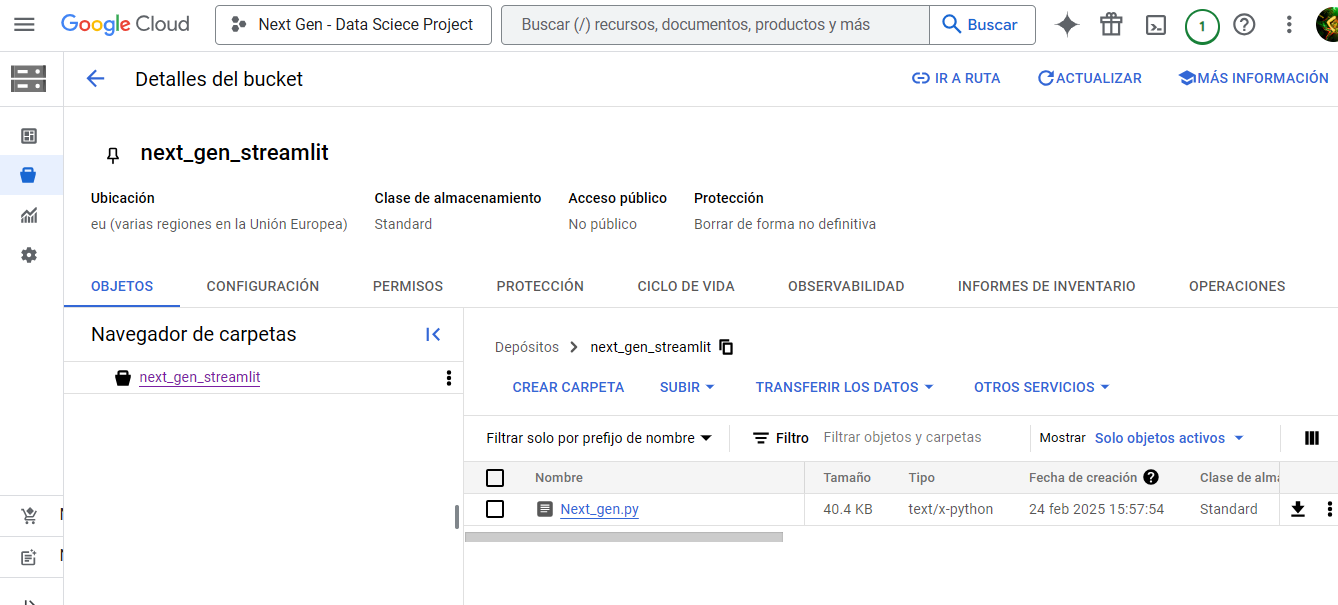 Google Cloud
Next Gen - Data Sciece Project
Buscar (/) recursos, documentos, productos y más
Buscar
1
Detalles del bucket
IR A RUTA
ACTUALIZAR
MÁS INFORMACIÓN
next_gen_streamlit
Ubicación
Clase de almacenamiento
Acceso público
Protección
eu (varias regiones en la Unión Europea)
Standard
No público
Borrar de forma no definitiva
OBJETOS
CONFIGURACIÓN
PERMISOS
PROTECCIÓN
CICLO DE VIDA
OBSERVABILIDAD
INFORMES DE INVENTARIO
OPERACIONES
Navegador de carpetas
next_gen_streamlit
Depósitos
next_gen_streamlit
CREAR CARPETA
SUBIR
TRANSFERIR LOS DATOS
OTROS SERVICIOS
Filtrar solo por prefijo de nombre
Filtro
Filtrar objetos y carpetas
Mostrar
Solo objetos activos
Nombre
Tamaño
Tipo
Fecha de creación
Clase de alma
Next_gen.py
40.4 KB
text/x-python
24 feb 2025 15:57:54
Standard